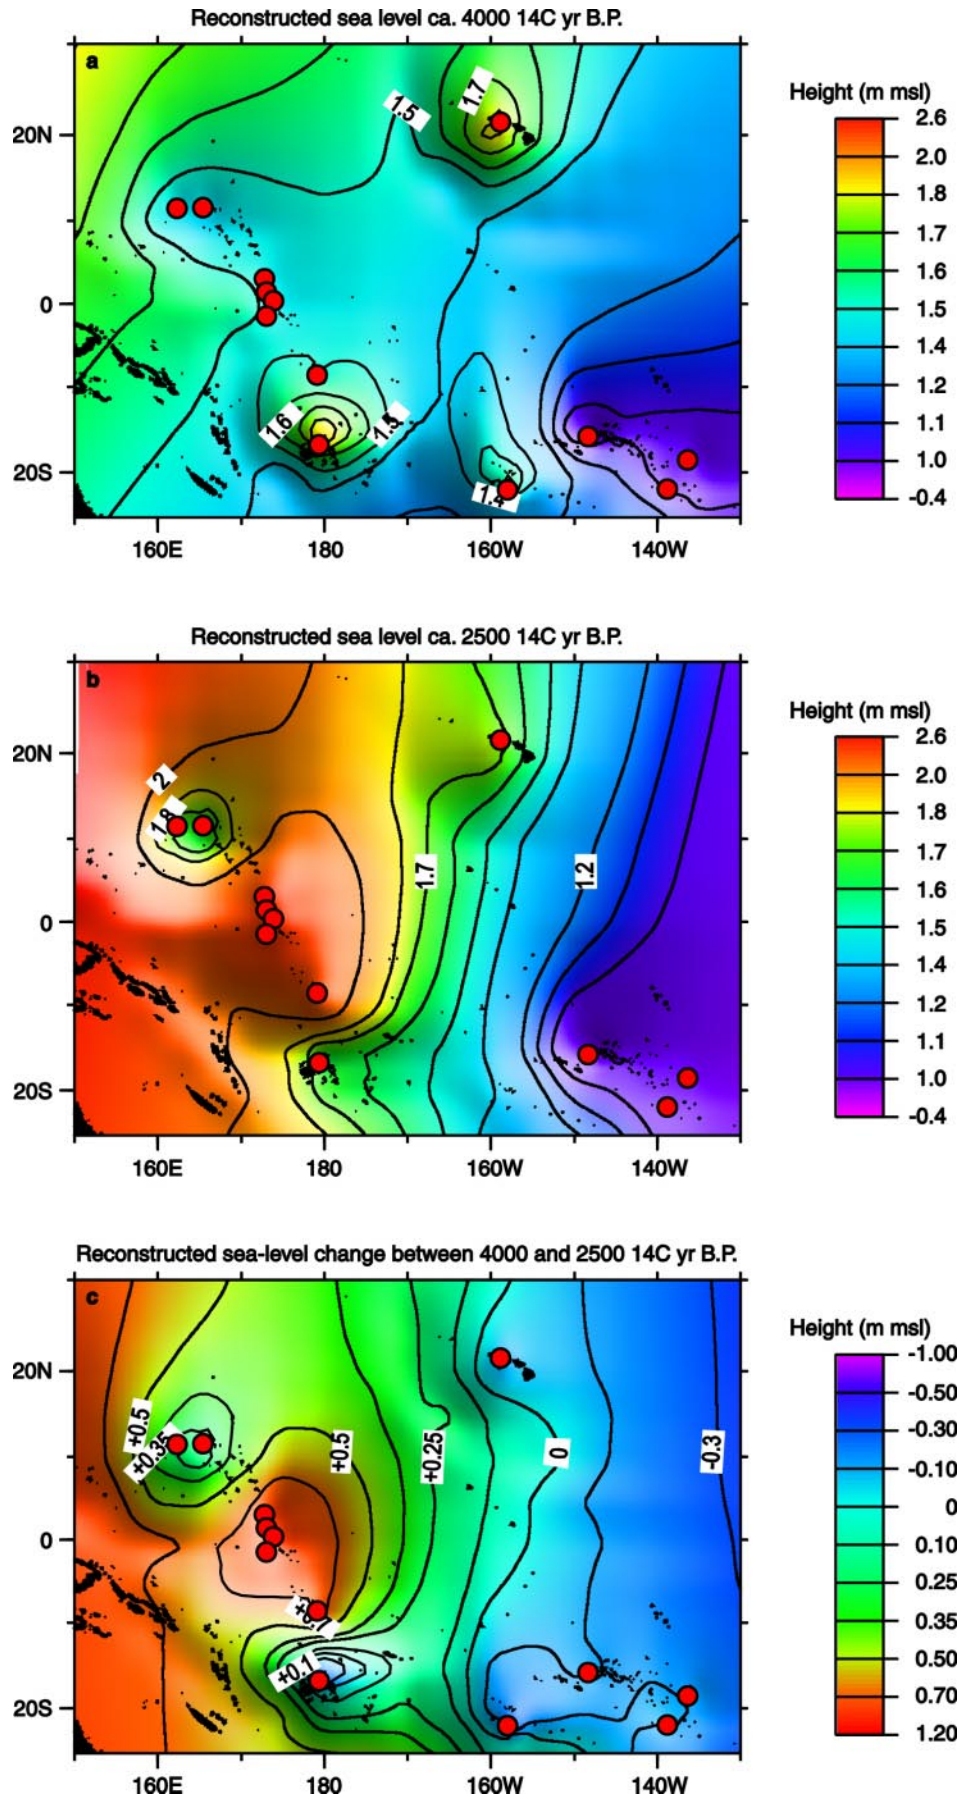 Reconstructed sea level ca. 4000 14C yr B.P.
a
Height (m msl)
1.7
1.5
20N
0
20S
1.6
1.5
1.4
160E 180 160W 140W
2.6
2.0
1.8
1.7
1.6
1.5
1.4
1.2
1.1
1.0
-0.4
Reconstructed sea level ca. 2500 14C yr B.P.
b
Height (m msl)
20N
0
20S
2
1.8
1.7
1.2
160E 180 160W 140W
2.6
2.0
1.8
1.7
1.6
1.5
1.4
1.2
1.1
1.0
-0.4
Reconstructed sea-level change between 4000 and 2500 14C yr B.P.
c
Height (m msl)
20N
0
20S
+0.5
+0.35
+0.5
+0.25
0
-0.3
+0.1
160E 180 160W 140W
-1.00
-0.50
-0.30
-0.10
0
0.10
0.25
0.35
0.50
0.70
1.20